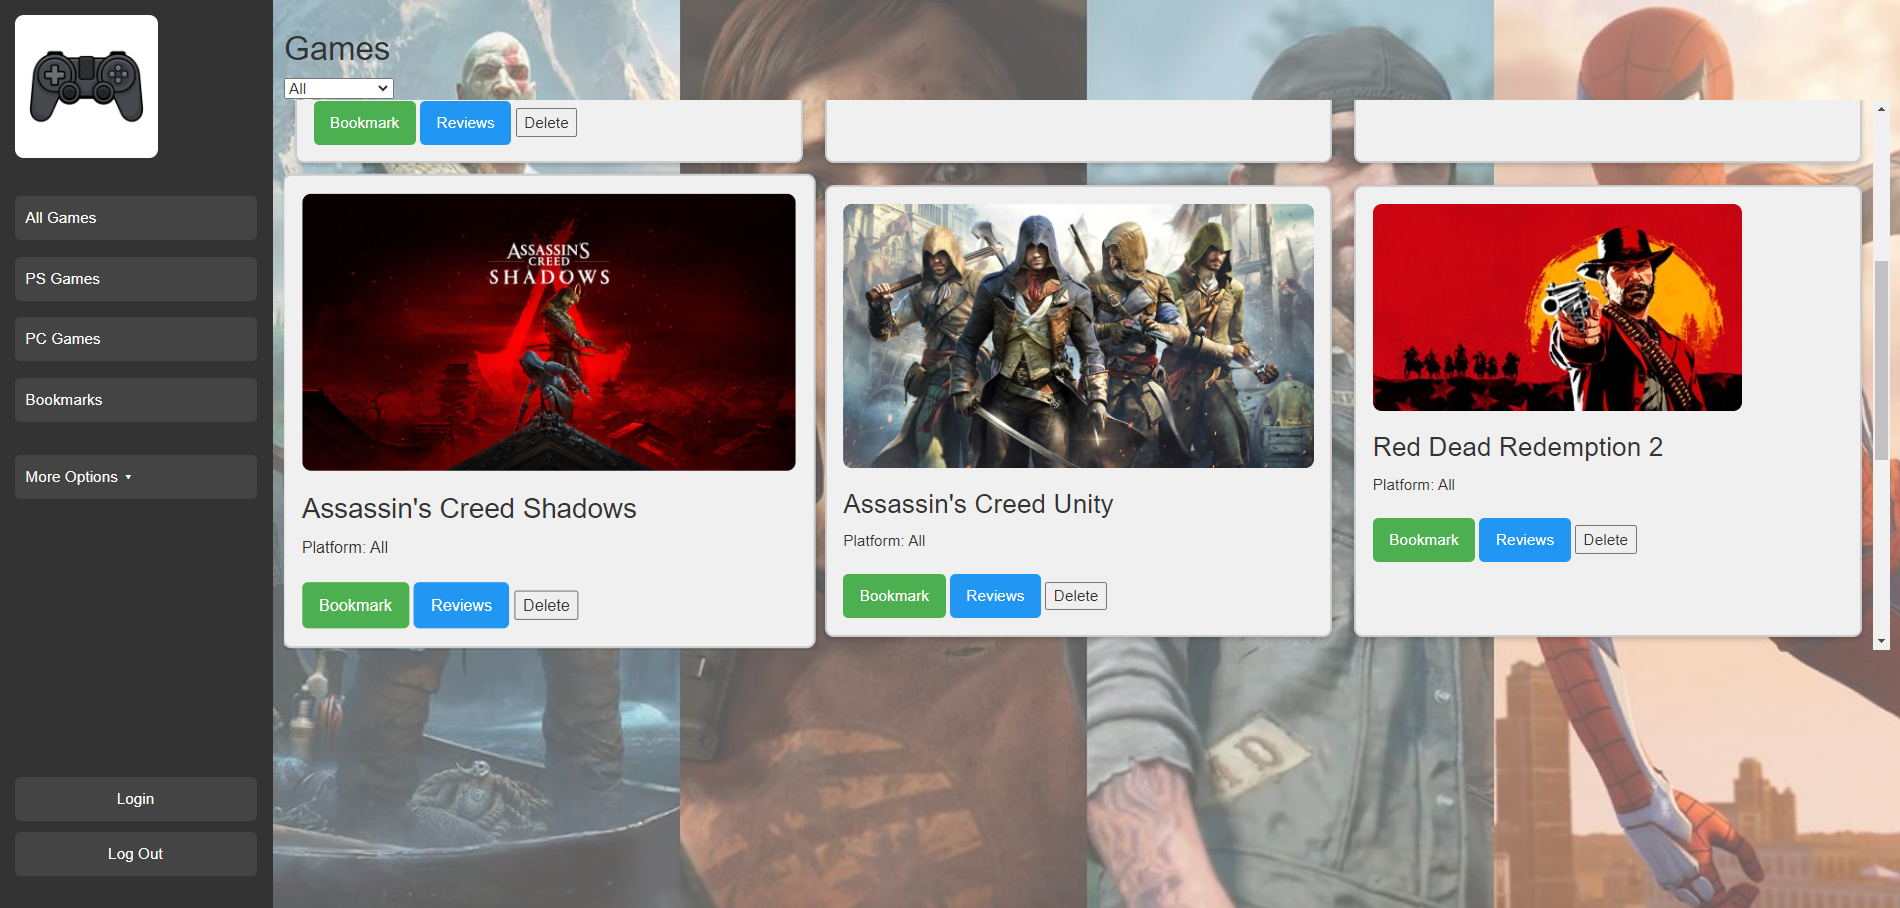 Games
All
All Games
PS Games
PC Games
Bookmarks
More Options
Login
Log Out
Bookmark Reviews Delete
ASSASSIN'S
CREED
SHADOWS
Assassin's Creed Shadows
Platform: All
Bookmark Reviews Delete
Assassin's Creed Unity
Platform: All
Bookmark Reviews Delete
Red Dead Redemption 2
Platform: All
Bookmark Reviews Delete